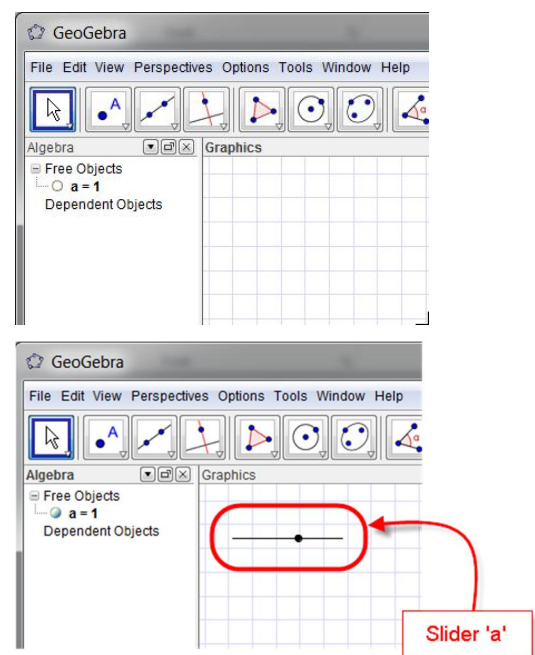 GeoGebra
File Edit View Perspectives Options Tools Window Help
A
α
Algebra
Graphics
Free Objects
a = 1
Dependent Objects
GeoGebra
File Edit View Perspectives Options Tools Window Help
A
α
Algebra
Graphics
Free Objects
a = 1
Dependent Objects
Slider 'a'